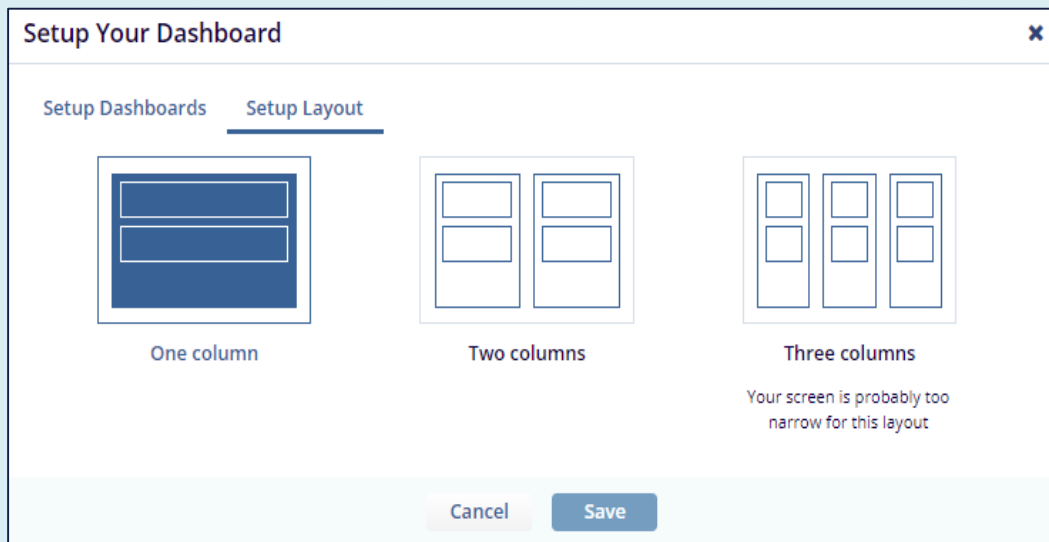 Setup Your Dashboard
Setup Dashboards Setup Layout
One column Two columns Three columns
Your screen is probably too
narrow for this layout
Cancel Save